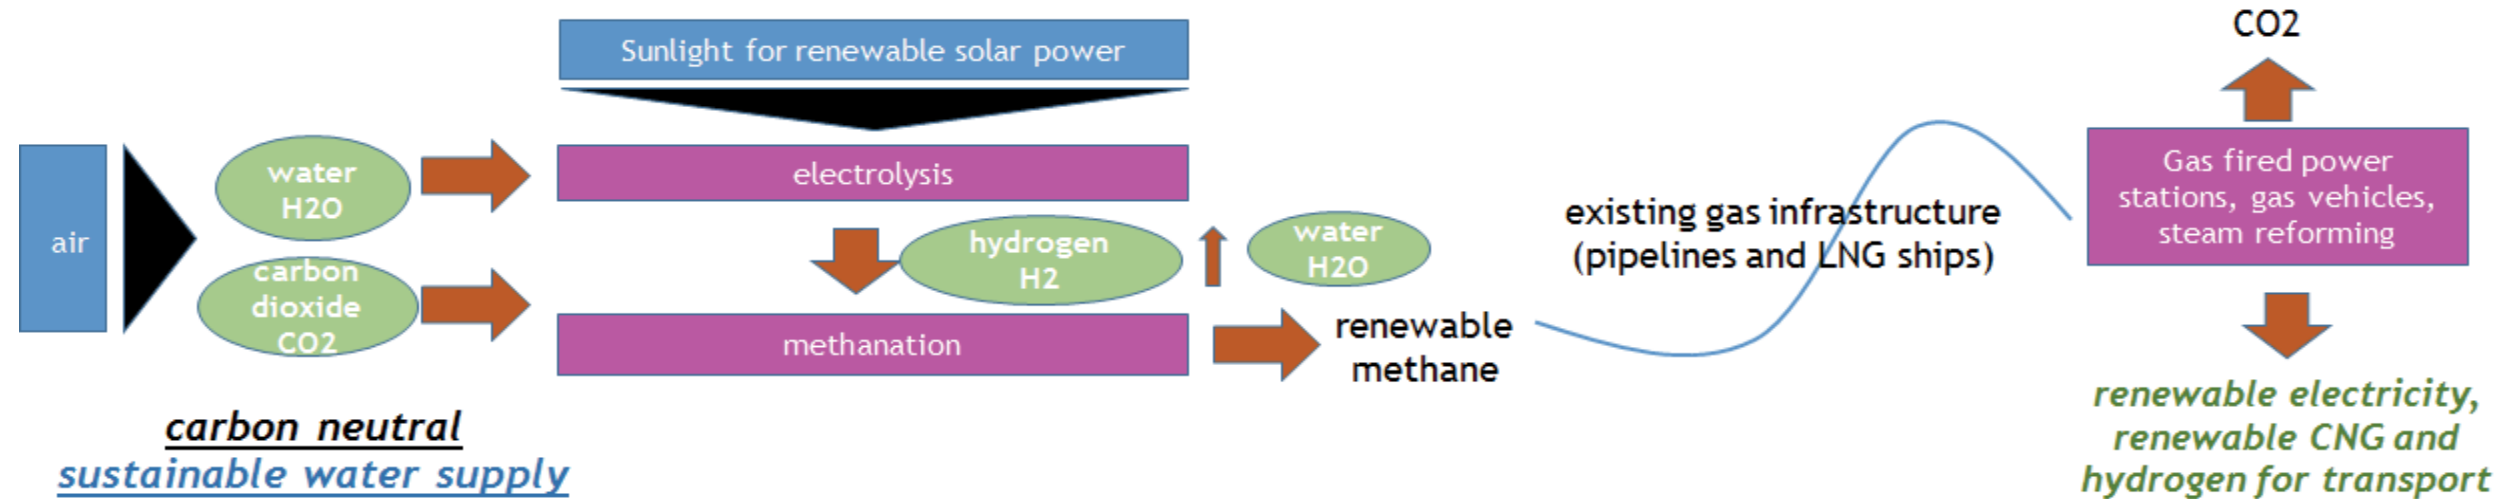 air
water
H2O
carbon
dioxide
CO2
carbon neutral
sustainable water supply
Sunlight for renewable solar power
electrolysis
hydrogen
H2
water
H2O
methanation
renewable
methane
existing gas infrastructure
(pipelines and LNG ships)
CO2
Gas fired power
stations, gas vehicles,
steam reforming
renewable electricity,
renewable CNG and
hydrogen for transport